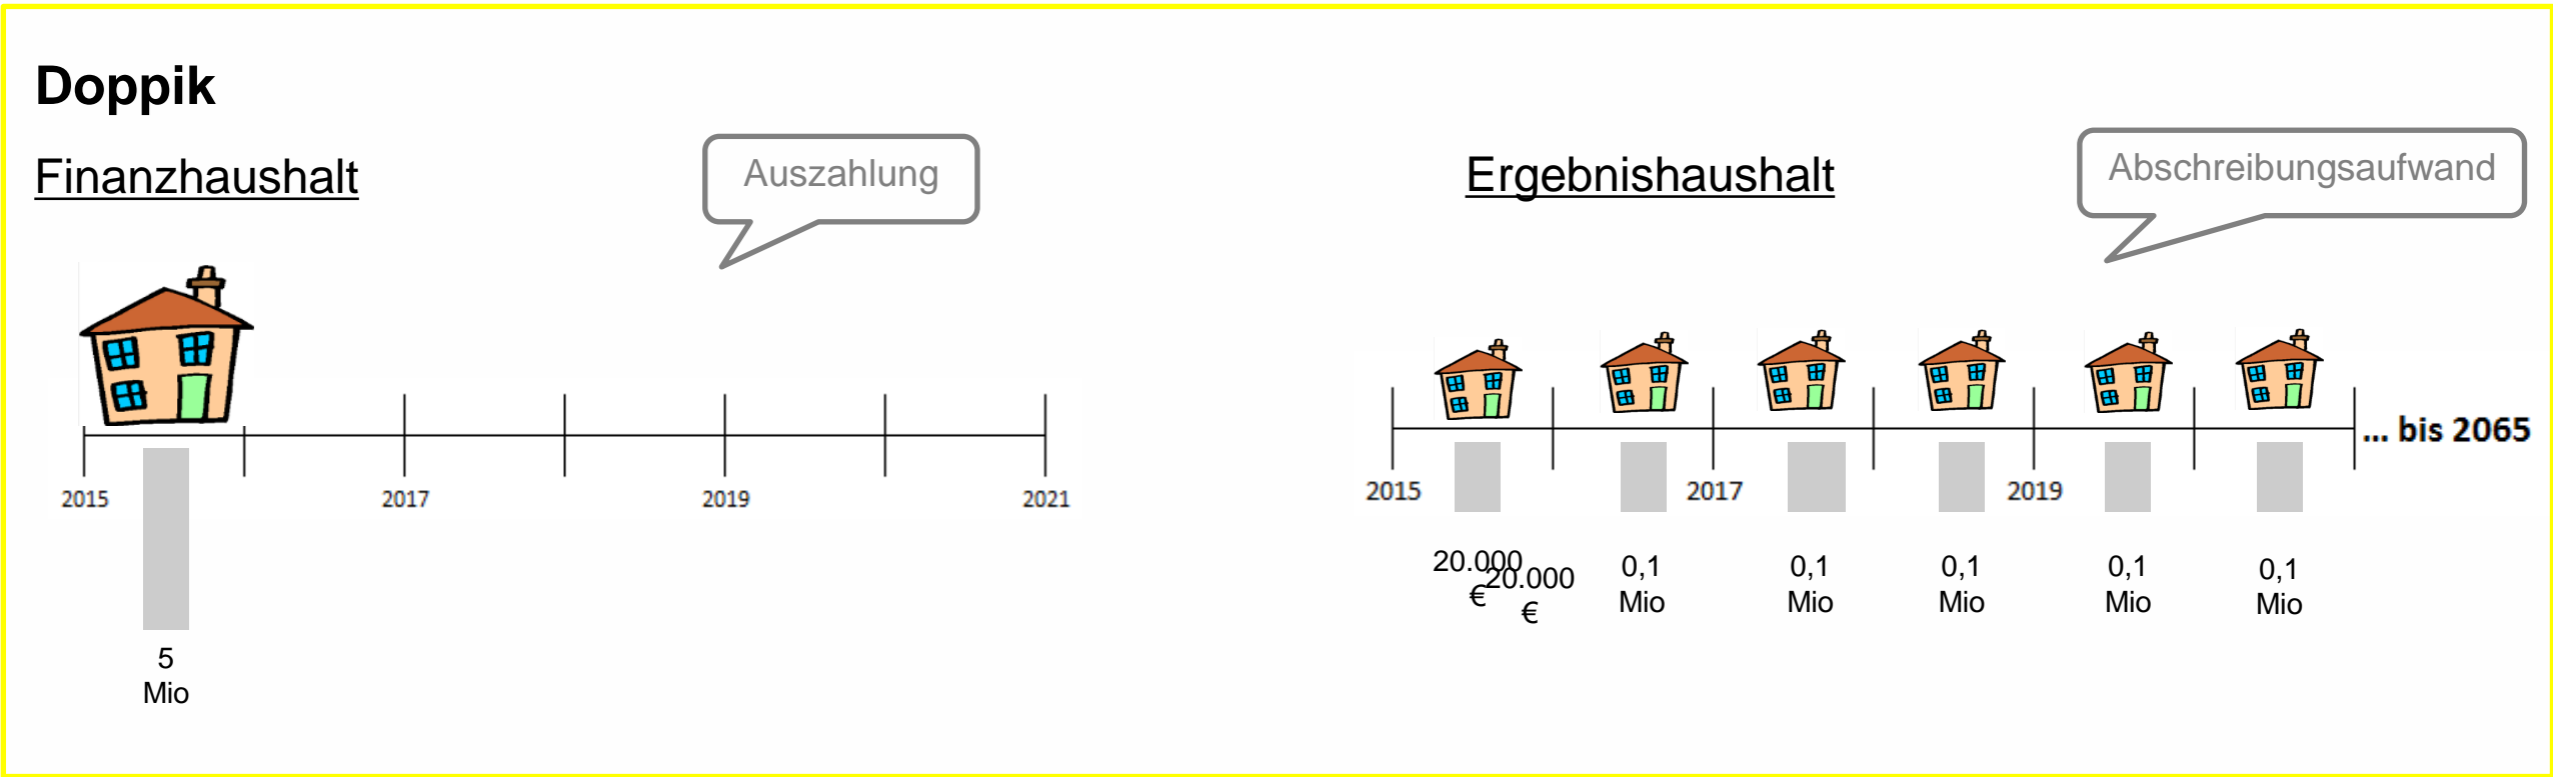 Doppik
Finanzhaushalt
Auszahlung
2015
2017
2019
2021
5
Mio
Ergebnishaushalt
Abschreibungsaufwand
... bis 2065
2015
2017
2019
20.000
€
20.000
€
0,1
Mio
0,1
Mio
0,1
Mio
0,1
Mio
0,1
Mio